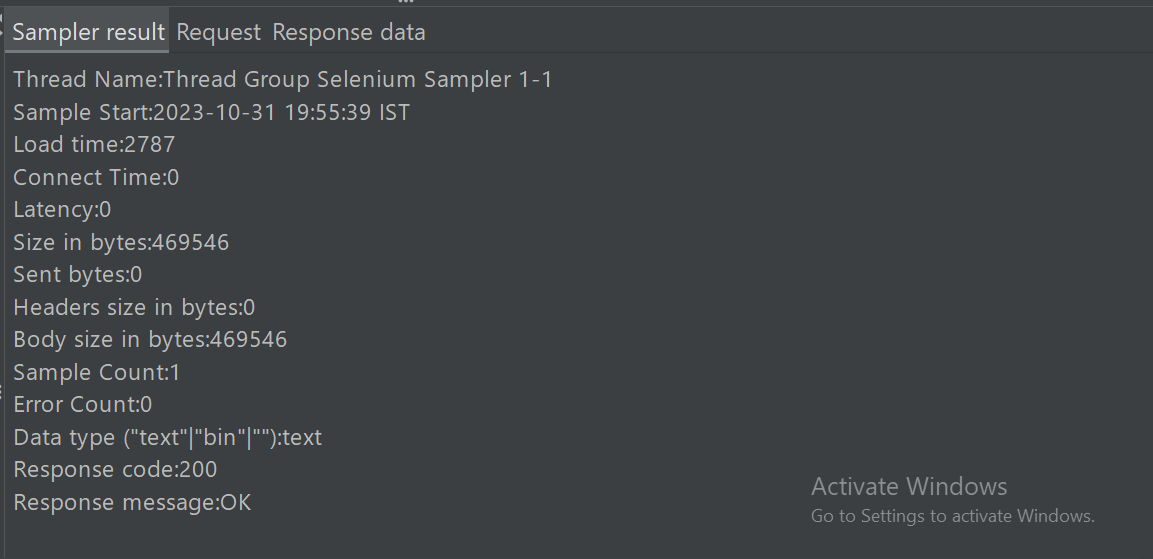 Sampler result Request Response data
Thread Name:Thread Group Selenium Sampler 1-1
Sample Start:2023-10-31 19:55:39 IST
Load time:2787
Connect Time:0
Latency:0
Size in bytes:469546
Sent bytes:0
Headers size in bytes:0
Body size in bytes:469546
Sample Count:1
Error Count:0
Data type ("text"|"bin"|""):text
Response code:200
Response message:OK
Activate Windows
Go to Settings to activate Windows.